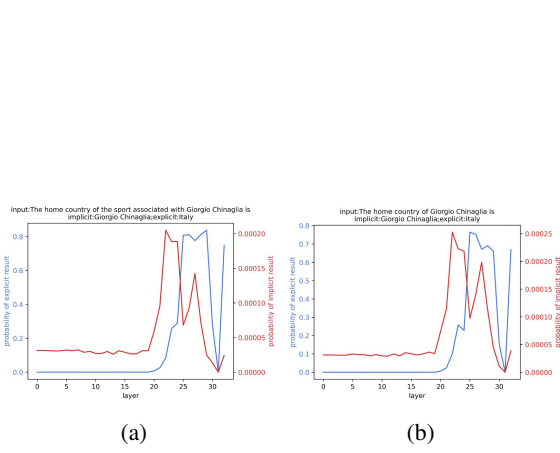 input:The home country of the sport associated with Giorgio Chinaglia is
implicit:Giorgio Chinaglia;explicit:Italy
probability of explicit result
0.8
0.6
0.4
0.2
0.0
0 5 10 15 20 25 30
layer
0.00020
0.00015
0.00010
0.00005
0.00000
probability of implicit result
(a)
input:The home country of Giorgio Chinaglia is
implicit:Giorgio Chinaglia;explicit:Italy
probability of explicit result
0.8
0.7
0.6
0.5
0.4
0.3
0.2
0.1
0.0
0 5 10 15 20 25 30
layer
0.00025
0.00020
0.00015
0.00010
0.00005
0.00000
probability of implicit result
(b)